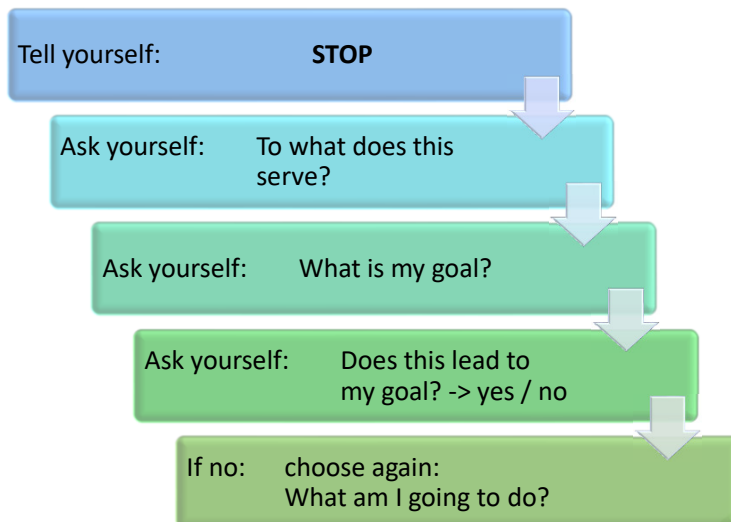 Tell yourself: STOP
Ask yourself: To what does this
serve?
Ask yourself: What is my goal?
Ask yourself: Does this lead to
my goal? -> yes / no
If no: choose again:
What am I going to do?